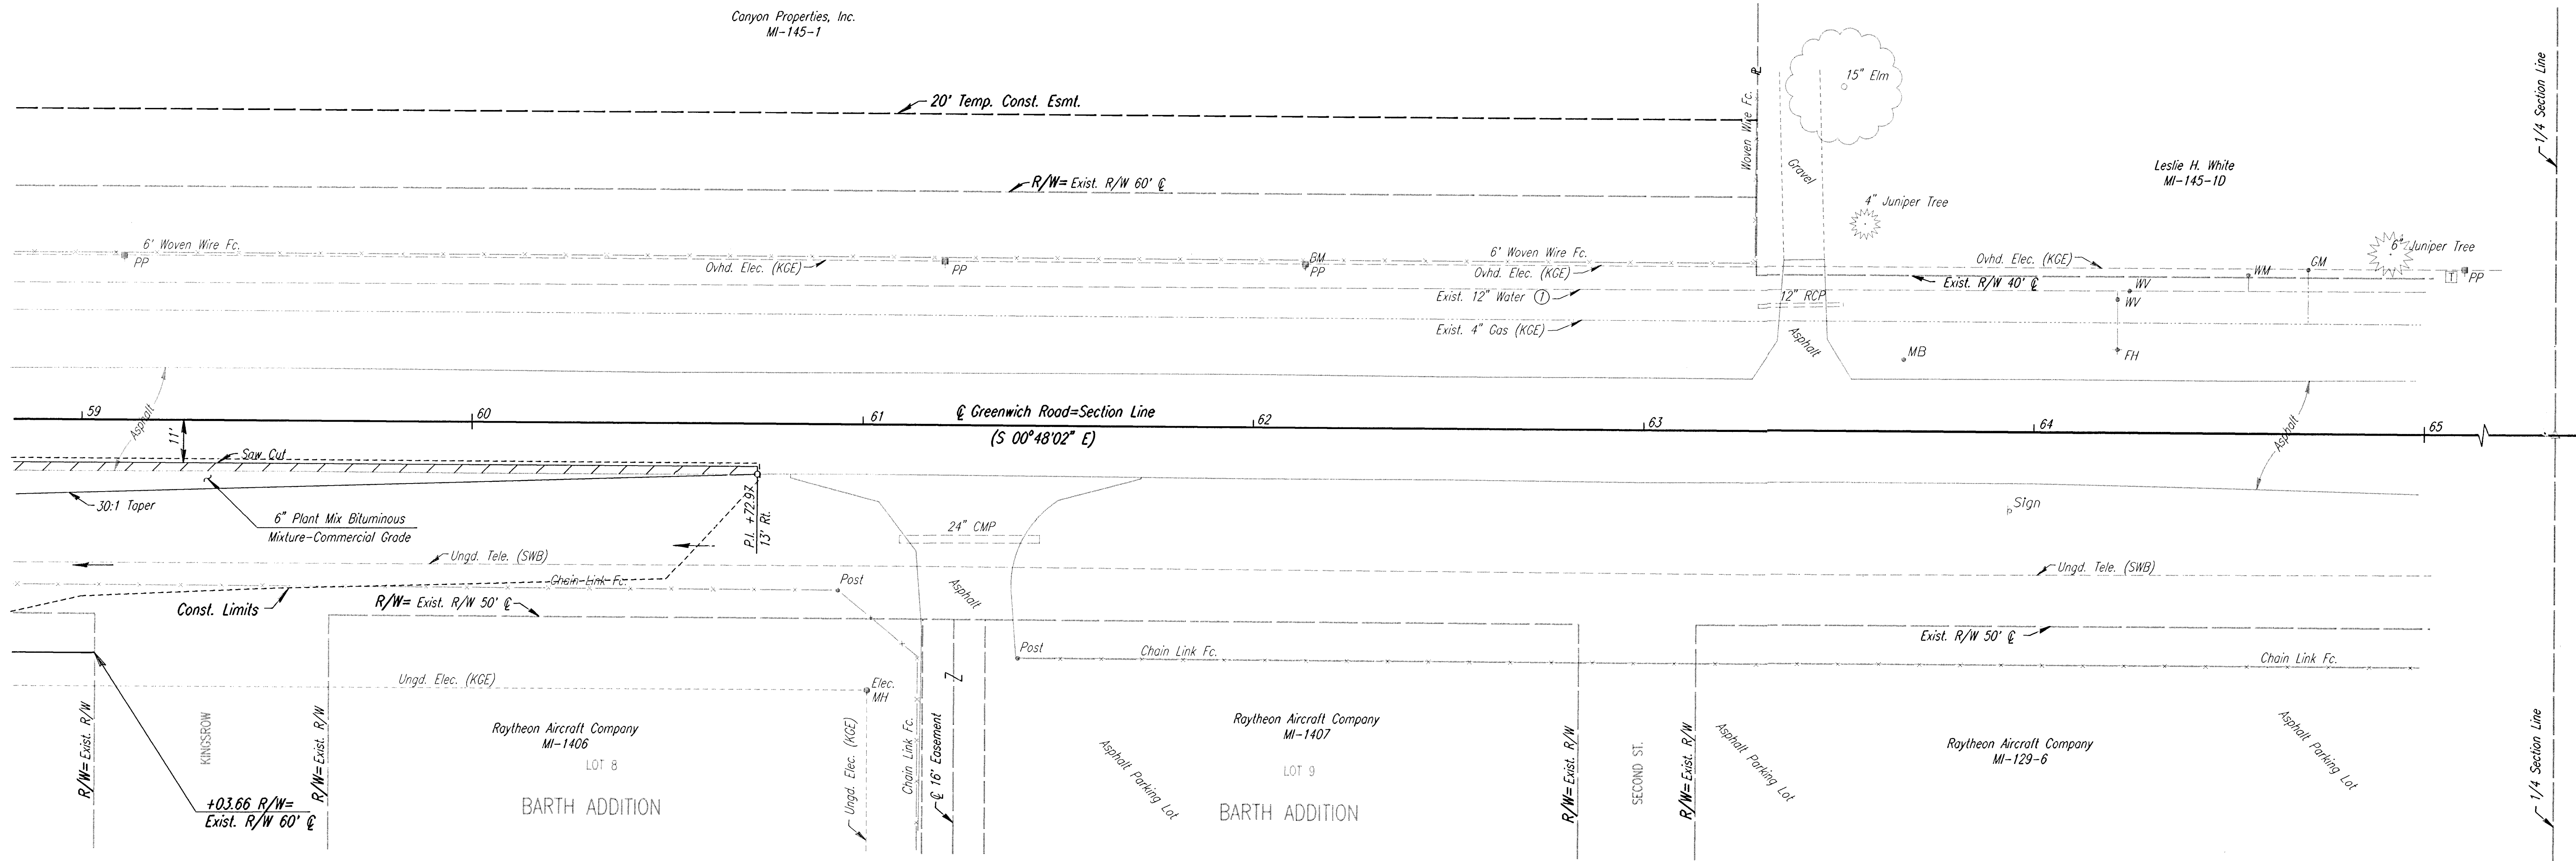 Canyon Properties, Inc.
MI-145-1
20' Temp. Const. Esmt.
R/W= Exist. R/W 60' ℄
Woven Wire Fc.
℄
Gravel
15" Elm
4" Juniper Tree
Leslie H. White
MI-145-1D
1/4 Section Line
6' Woven Wire Fc.
PP
Ovhd. Elec. (KGE)
PP
BM
PP
6' Woven Wire Fc.
Ovhd. Elec. (KGE)
Exist. 12" Water ①
Exist. 4" Gas (KGE)
12" RCP
Asphalt
Ovhd. Elec. (KGE)
Exist. R/W 40' ℄
WV
WV
WM
GM
6" Juniper Tree
T
PP
MB
FH
59
60
61
62
63
64
65
℄ Greenwich Road=Section Line
(S 00°48'02" E)
Asphalt
11'
Saw Cut
30:1 Taper
6" Plant Mix Bituminous
Mixture-Commercial Grade
P.I. +72.97
13' Rt.
24" CMP
Asphalt
Sign
Ungd. Tele. (SWB)
Ungd. Tele. (SWB)
Chain Link Fc.
Post
Asphalt
Const. Limits
R/W= Exist. R/W 50' ℄
Exist. R/W 50' ℄
Post
Chain Link Fc.
Chain Link Fc.
Ungd. Elec. (KGE)
Elec.
MH
R/W= Exist. R/W
KINGSROW
R/W= Exist. R/W
Raytheon Aircraft Company
MI-1406
LOT 8
BARTH ADDITION
+03.66 R/W=
Exist. R/W 60' ℄
Ungd. Elec. (KGE)
Chain Link Fc.
℄ 16' Easement
Asphalt Parking Lot
Raytheon Aircraft Company
MI-1407
LOT 9
BARTH ADDITION
R/W= Exist. R/W
SECOND ST.
R/W= Exist. R/W
Asphalt Parking Lot
Raytheon Aircraft Company
MI-129-6
Asphalt Parking Lot
1/4 Section Line